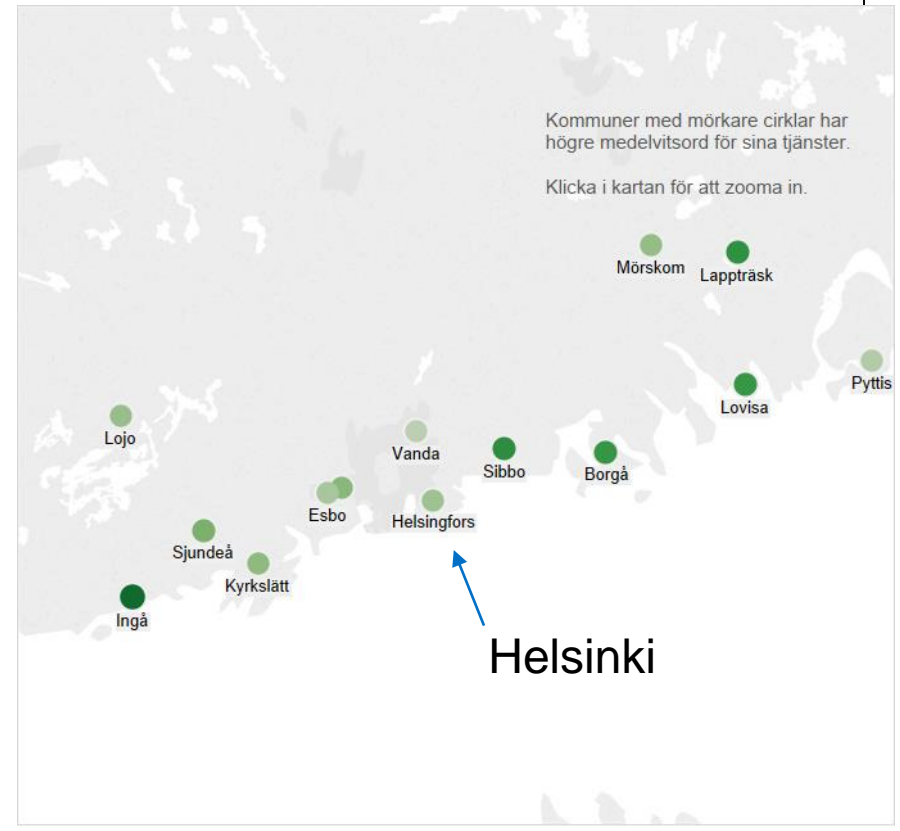 Kommuner med mörkare cirklar har
högre medelvitsord för sina tjänster.
Klicka i kartan för att zooma in.
Mörskom
Lappträsk
Pyttis
Lovisa
Lojo
Vanda
Sibbo
Borgå
Esbo
Helsingfors
Sjundeå
Kyrkslätt
Ingå
Helsinki